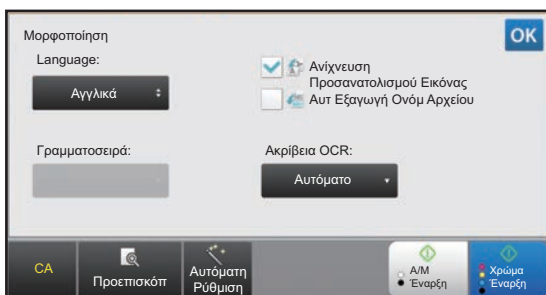 Μορφοποίηση
OK
Language:
Αγγλικά
Ανίχνευση
Προσανατολισμού Εικόνας
Αυτ Εξαγωγή Ονόμ Αρχείου
Γραμματοσειρά:
Ακρίβεια OCR:
Αυτόματο
CA
Προεπισκόπ
Αυτόματη
Ρύθμιση
Α/Μ
Έναρξη
Χρώμα
Έναρξη